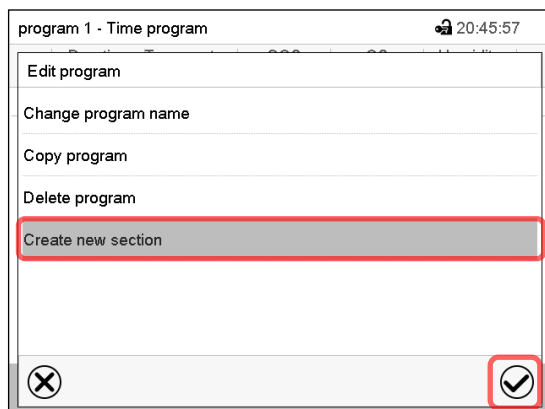 program 1 - Time program 20:45:57
Edit program
Change program name
Copy program
Delete program
Create new section